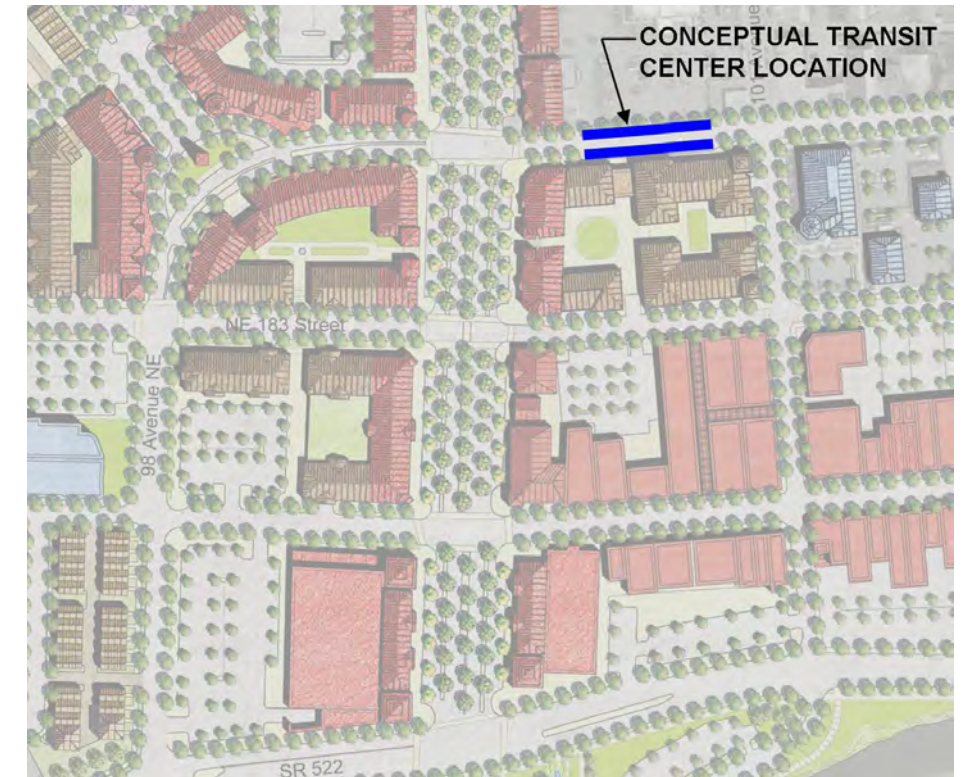 CONCEPTUAL TRANSIT
CENTER LOCATION
NE 183 Street
98 Avenue NE
SR 522